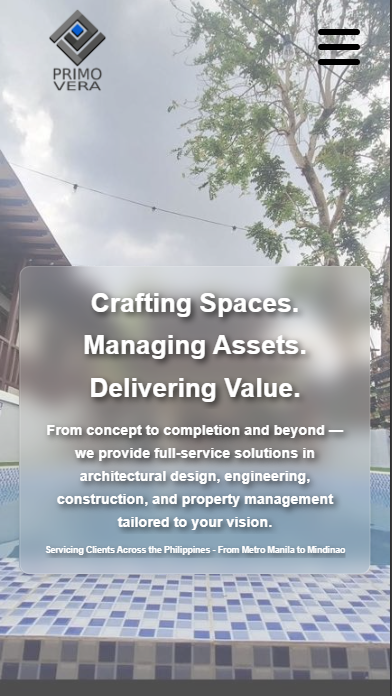 PRIMO
VERA
Crafting Spaces.
Managing Assets.
Delivering Value.
From concept to completion and beyond —
we provide full-service solutions in
architectural design, engineering,
construction, and property management
tailored to your vision.
Servicing Clients Across the Philippines - From Metro Manila to Mindinao